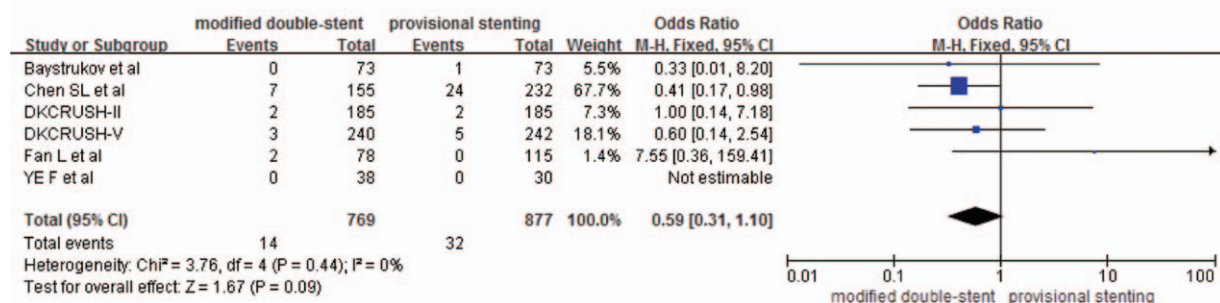 modified double-stent provisional stenting Odds Ratio Odds Ratio
Study or Subgroup Events Total Events Total Weight M-H, Fixed, 95% CI M-H, Fixed, 95% CI
Baystrukov et al 0 73 1 73 5.5% 0.33 [0.01, 8.20]
Chen SL et al 7 155 24 232 67.7% 0.41 [0.17, 0.98]
DKCRUSH-II 2 185 2 185 7.3% 1.00 [0.14, 7.18]
DKCRUSH-V 3 240 5 242 18.1% 0.60 [0.14, 2.54]
Fan L et al 2 78 0 115 1.4% 7.55 [0.36, 159.41]
YE F et al 0 38 0 30 Not estimable
Total (95% CI) 769 877 100.0% 0.59 [0.31, 1.10]
Total events 14 32
Heterogeneity: Chi² = 3.76, df = 4 (P = 0.44); I² = 0%
Test for overall effect: Z = 1.67 (P = 0.09)
0.01 0.1 1 10 100
modified double-stent provisional stenting